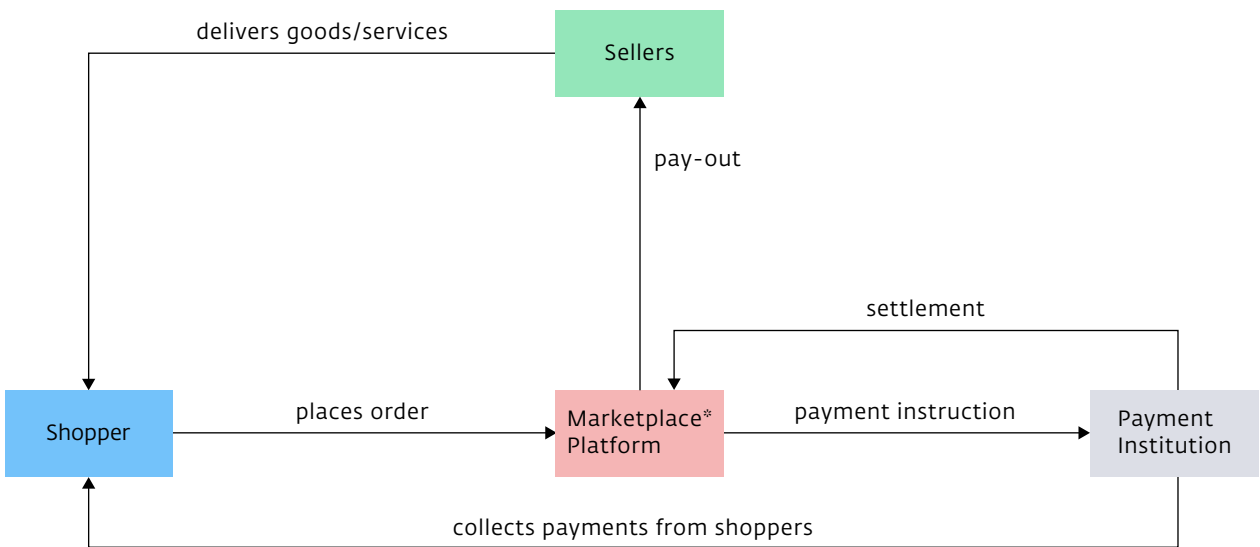 delivers goods/services
Sellers
pay-out
settlement
Shopper
places order
Marketplace*
Platform
payment instruction
Payment
Institution
collects payments from shoppers